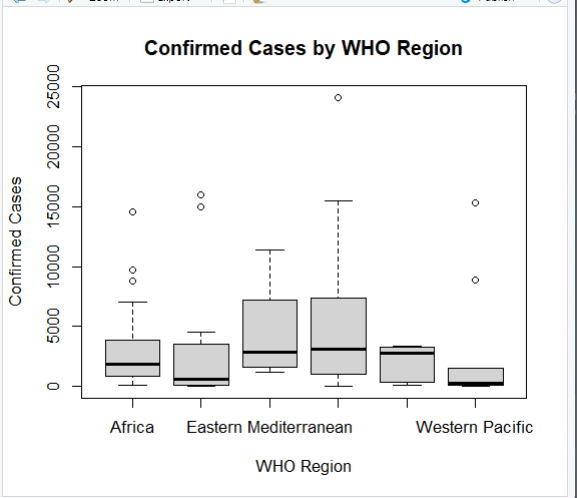 Confirmed Cases by WHO Region
Confirmed Cases
25000
20000
15000
10000
5000
0
Africa Eastern Mediterranean Western Pacific
WHO Region